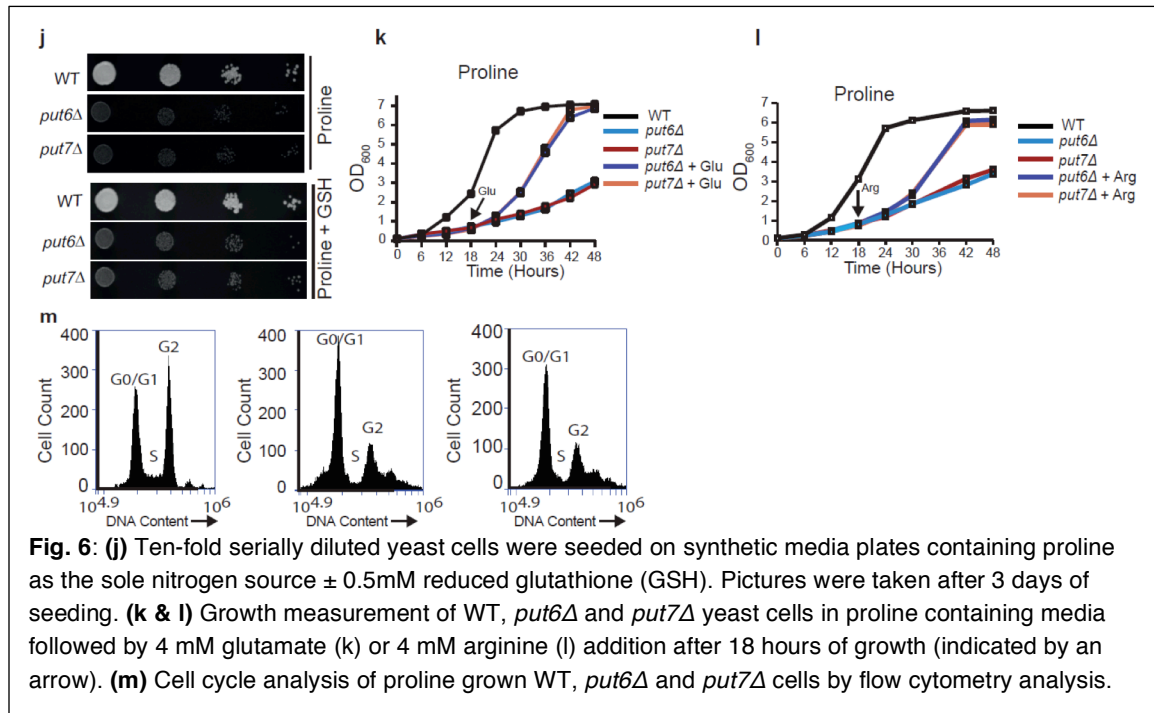 j
WT
put6Δ
put7Δ
Proline
WT
put6Δ
put7Δ
Proline + GSH
k
Proline
OD600
7
6
5
4
3
2
1
0
Glu
0 6 12 18 24 30 36 42 48
Time (Hours)
WT
put6Δ
put7Δ
put6Δ + Glu
put7Δ + Glu
l
Proline
OD600
7
6
5
4
3
2
1
0
Arg
0 6 12 18 24 30 36 42 48
Time (Hours)
WT
put6Δ
put7Δ
put6Δ + Arg
put7Δ + Arg
m
Cell Count
400
300
200
100
0
G0/G1
S
G2
10^4.9 10^6
DNA Content
Cell Count
400
300
200
100
0
G0/G1
S
G2
10^4.9 10^6
DNA Content
Cell Count
400
300
200
100
0
G0/G1
S
G2
10^4.9 10^6
DNA Content
Fig. 6: (j) Ten-fold serially diluted yeast cells were seeded on synthetic media plates containing proline
as the sole nitrogen source ± 0.5mM reduced glutathione (GSH). Pictures were taken after 3 days of
seeding. (k & l) Growth measurement of WT, put6Δ and put7Δ yeast cells in proline containing media
followed by 4 mM glutamate (k) or 4 mM arginine (l) addition after 18 hours of growth (indicated by an
arrow). (m) Cell cycle analysis of proline grown WT, put6Δ and put7Δ cells by flow cytometry analysis.